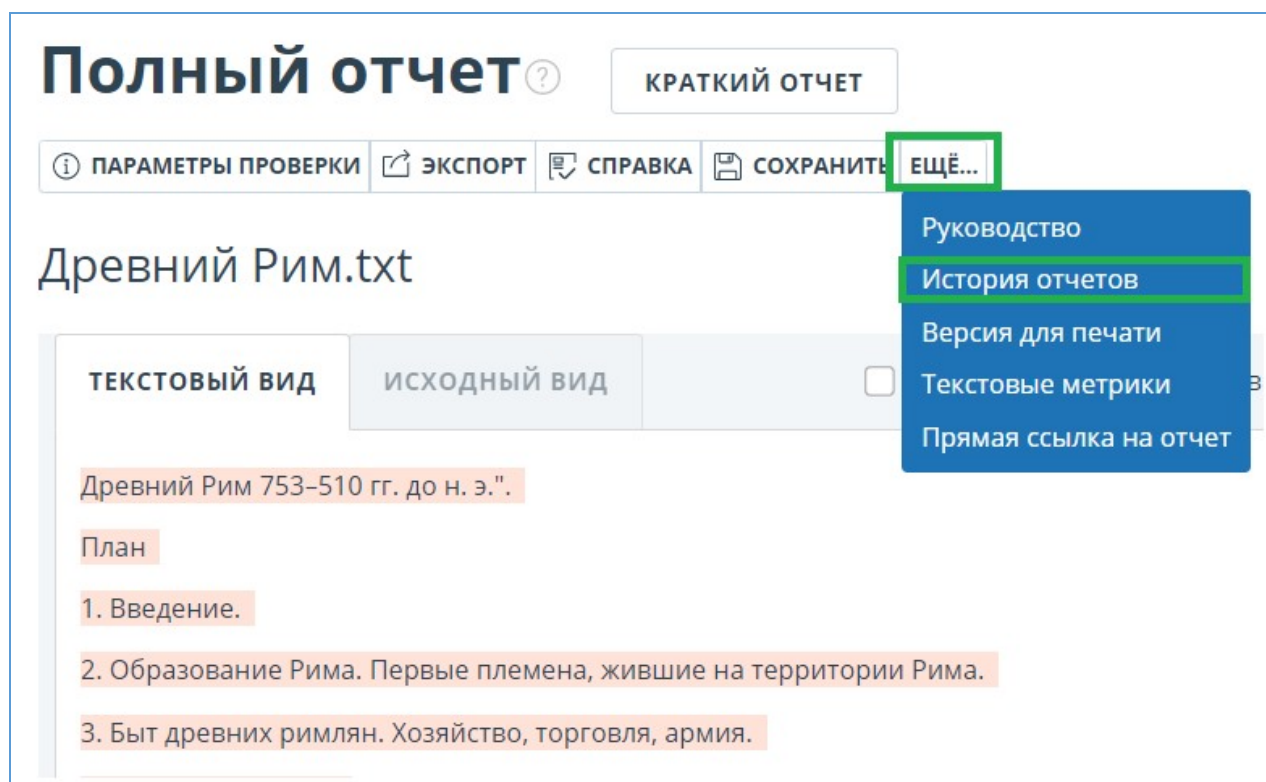 Полный отчет ? КРАТКИЙ ОТЧЕТ
ПАРАМЕТРЫ ПРОВЕРКИ ЭКСПОРТ СПРАВКА СОХРАНИТЬ ЕЩЁ...
Руководство
История отчетов
Версия для печати
Текстовые метрики
Прямая ссылка на отчет
Древний Рим.txt
ТЕКСТОВЫЙ ВИД ИСХОДНЫЙ ВИД
Древний Рим 753–510 гг. до н. э.".
План
1. Введение.
2. Образование Рима. Первые племена, жившие на территории Рима.
3. Быт древних римлян. Хозяйство, торговля, армия.